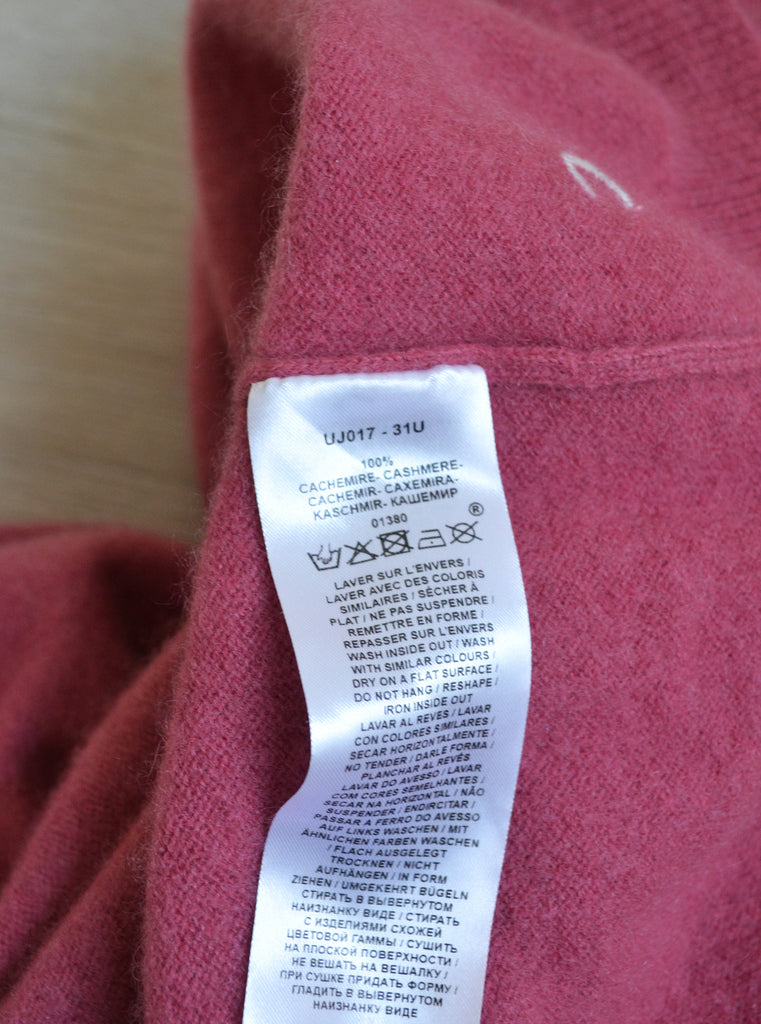 UJ017 - 31U
100%
CACHEMIRE- CASHMERE-
CACHEMIR- CAXEMIRA-
KASCHMIR- КАШЕМИР
®
01380
LAVER SUR L'ENVERS /
LAVER AVEC DES COLORIS
SIMILAIRES / SÈCHER À
PLAT / NE PAS SUSPENDRE /
REMETTRE EN FORME /
REPASSER SUR L'ENVERS
WASH INSIDE OUT / WASH
WITH SIMILAR COLOURS /
DRY ON A FLAT SURFACE /
DO NOT HANG / RESHAPE /
IRON INSIDE OUT
LAVAR AL REVÉS / LAVAR
CON COLORES SIMILARES /
SECAR HORIZONTALMENTE /
NO TENDER / DARLE FORMA /
PLANCHAR AL REVÉS
LAVAR DO AVESSO / LAVAR
COM CORES SEMELHANTES /
SECAR NA HORIZONTAL / NÃO
SUSPENDER / ENDIRCITAR /
PASSAR A FERRO DO AVESSO
AUF LINKS WASCHEN / MIT
ÄHNLICHEN FARBEN WASCHEN
/ FLACH AUSGELEGT
TROCKNEN / NICHT
AUFHÄNGEN / IN FORM
ZIEHEN / UMGEKEHRT BÜGELN
СТИРАТЬ В ВЫВЕРНУТОМ
НАИЗНАНКУ ВИДЕ / СТИРАТЬ
С ИЗДЕЛИЯМИ СХОЖЕЙ
ЦВЕТОВОЙ ГАММЫ / СУШИТЬ
НА ПЛОСКОЙ ПОВЕРХНОСТИ /
НЕ ВЕШАТЬ НА ВЕШАЛКУ /
ПРИ СУШКЕ ПРИДАТЬ ФОРМУ /
ГЛАДИТЬ В ВЫВЕРНУТОМ
НАИЗНАНКУ ВИДЕ